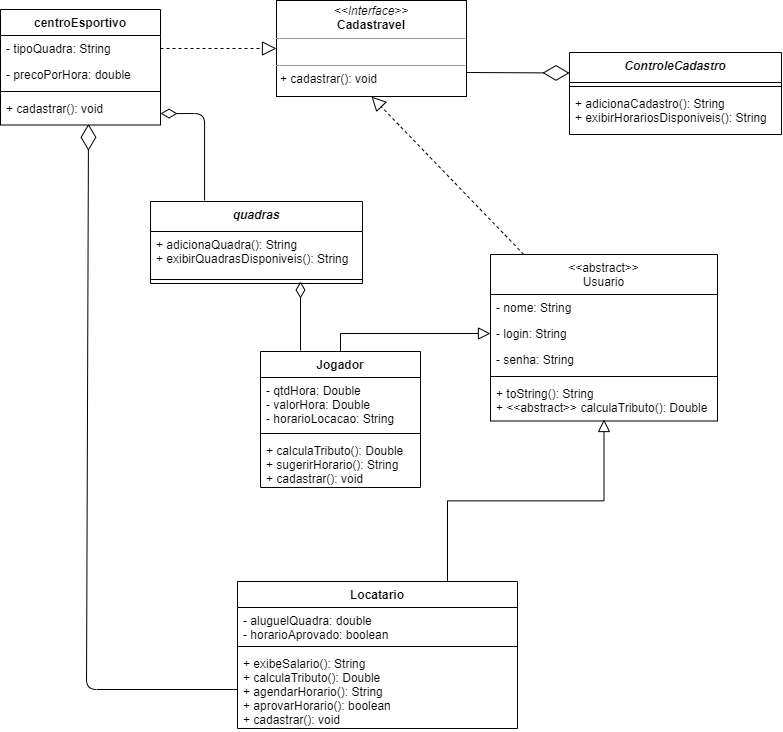 centroEsportivo
- tipoQuadra: String
- precoPorHora: double
+ cadastrar(): void
<<Interface>>
Cadastravel
+ cadastrar(): void
ControleCadastro
+ adicionaCadastro(): String
+ exibirHorariosDisponiveis(): String
quadras
+ adicionaQuadra(): String
+ exibirQuadrasDisponiveis(): String
<<abstract>>
Usuario
- nome: String
- login: String
- senha: String
+ toString(): String
+ <<abstract>> calculaTributo(): Double
Jogador
- qtdHora: Double
- valorHora: Double
- horarioLocacao: String
+ calculaTributo(): Double
+ sugerirHorario(): String
+ cadastrar(): void
Locatario
- aluguelQuadra: double
- horarioAprovado: boolean
+ exibeSalario(): String
+ calculaTributo(): Double
+ agendarHorario(): String
+ aprovarHorario(): boolean
+ cadastrar(): void